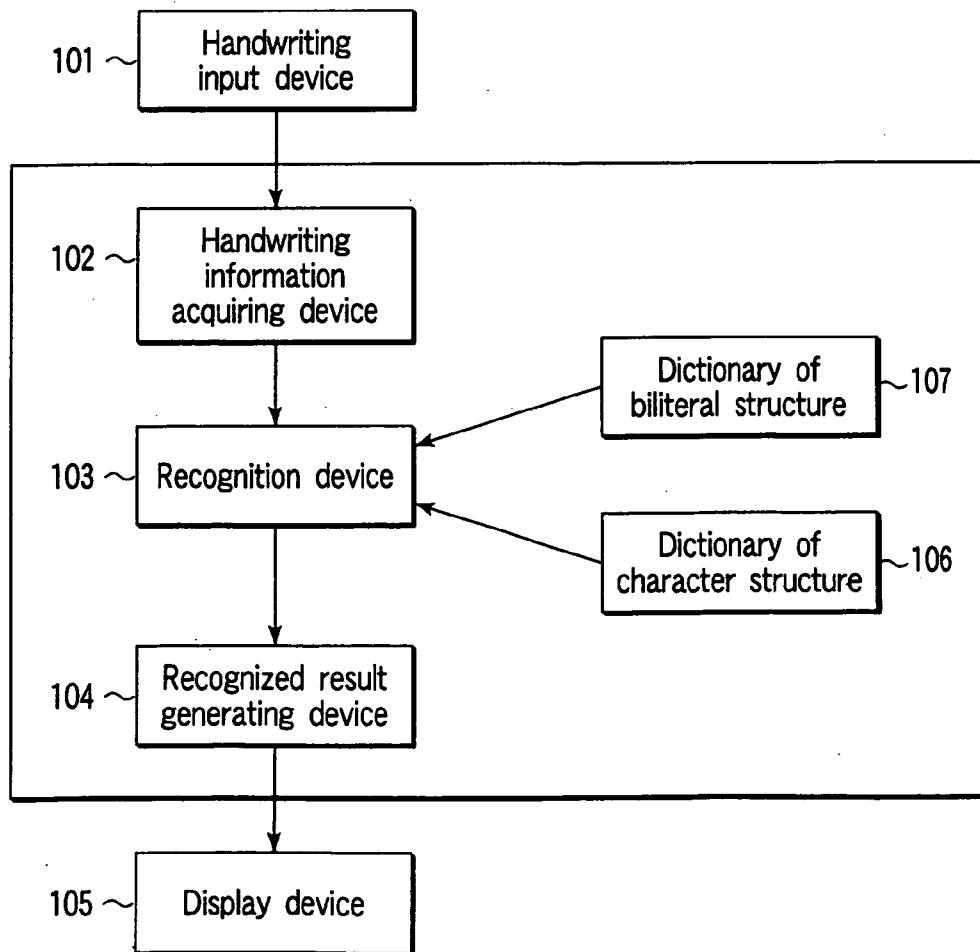 101
Handwriting
input device
102
Handwriting
information
acquiring device
Dictionary of
biliteral structure
107
103
Recognition device
Dictionary of
character structure
106
104
Recognized result
generating device
105
Display device